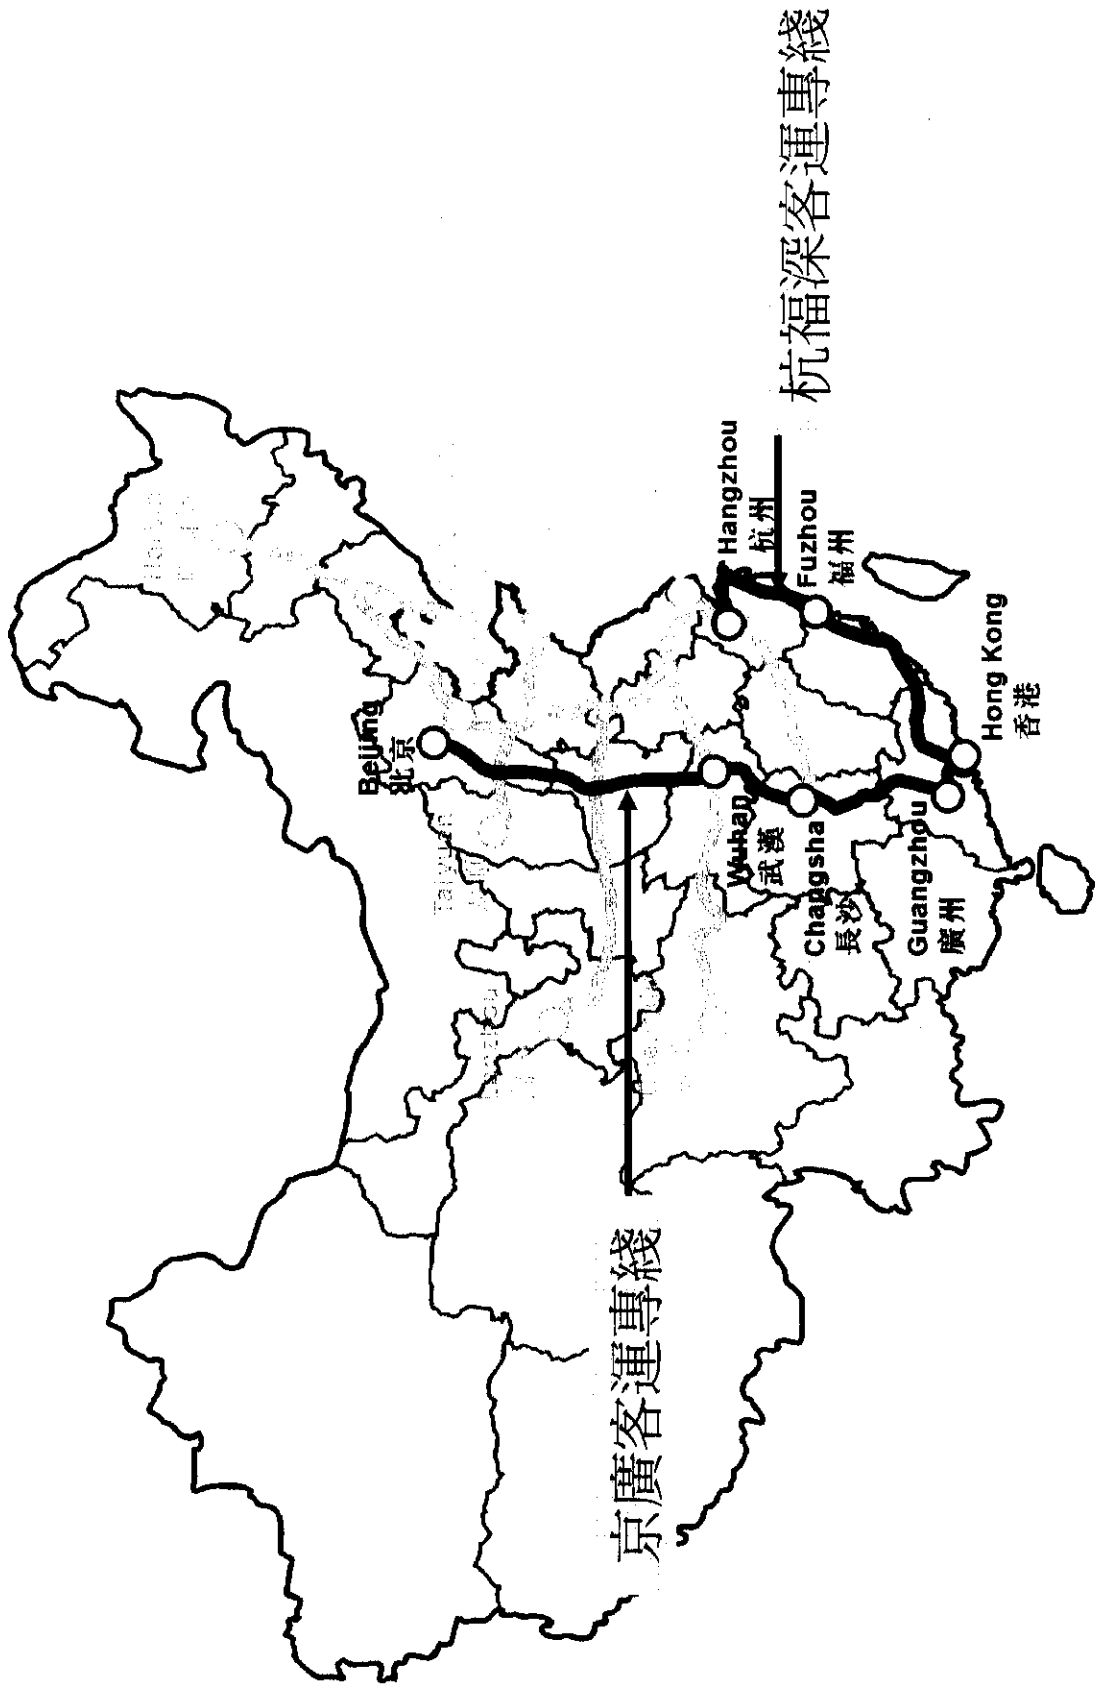 Beijing
北京
Wuhan
武漢
Changsha
長沙
Guangzhou
廣州
Hangzhou
杭州
Fuzhou
福州
Hong Kong
香港
Taiyuan
京廣客運專綫
杭福深客運專綫